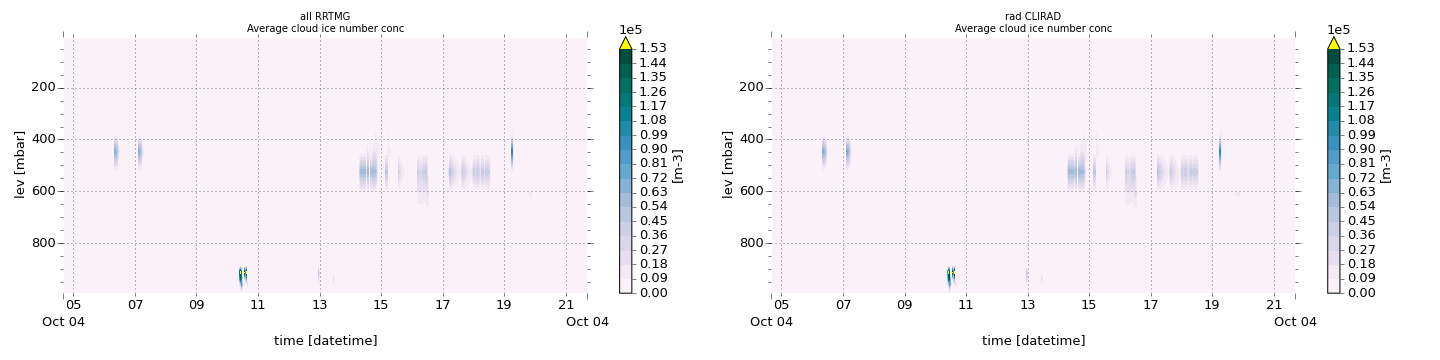 all RRTMG
Average cloud ice number conc
1e5
1.53
1.44
1.35
1.26
1.17
1.08
0.99
0.81
0.72
0.63
0.54
0.45
0.36
0.27
0.18
0.09
0.00
[m-3]
lev [mbar]
200
400
600
800
05 07 09 11 13 15 17 19 21
Oct 04 Oct 04
time [datetime]
rad CLIRAD
Average cloud ice number conc
1e5
1.53
1.44
1.35
1.26
1.17
1.08
0.99
0.81
0.72
0.63
0.54
0.45
0.36
0.27
0.18
0.09
0.00
[m-3]
lev [mbar]
200
400
600
800
05 07 09 11 13 15 17 19 21
Oct 04 Oct 04
time [datetime]